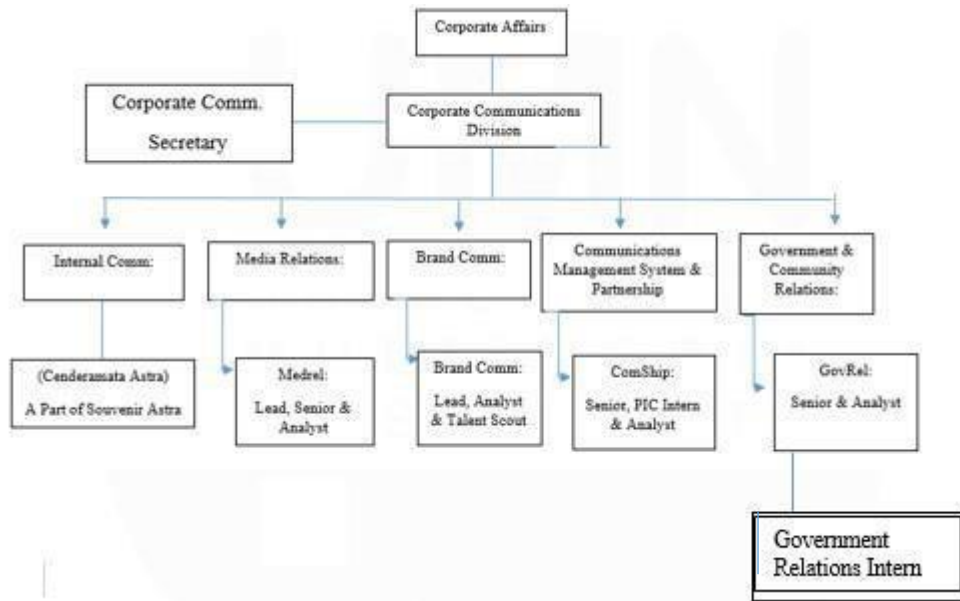 Corporate Affairs
Corporate Comm.
Secretary
Corporate Communications
Division
Internal Comm:
Media Relations:
Brand Comm:
Communications
Management System &
Partnership
Government &
Community
Relations:
(Cenderamata Astra)
A Part of Souvenir Astra
Medrel:
Lead, Senior &
Analyst
Brand Comm:
Lead, Analyst
& Talent Scout
ComShip:
Senior, PIC Intern
& Analyst
GovRel:
Senior & Analyst
Government
Relations Intern